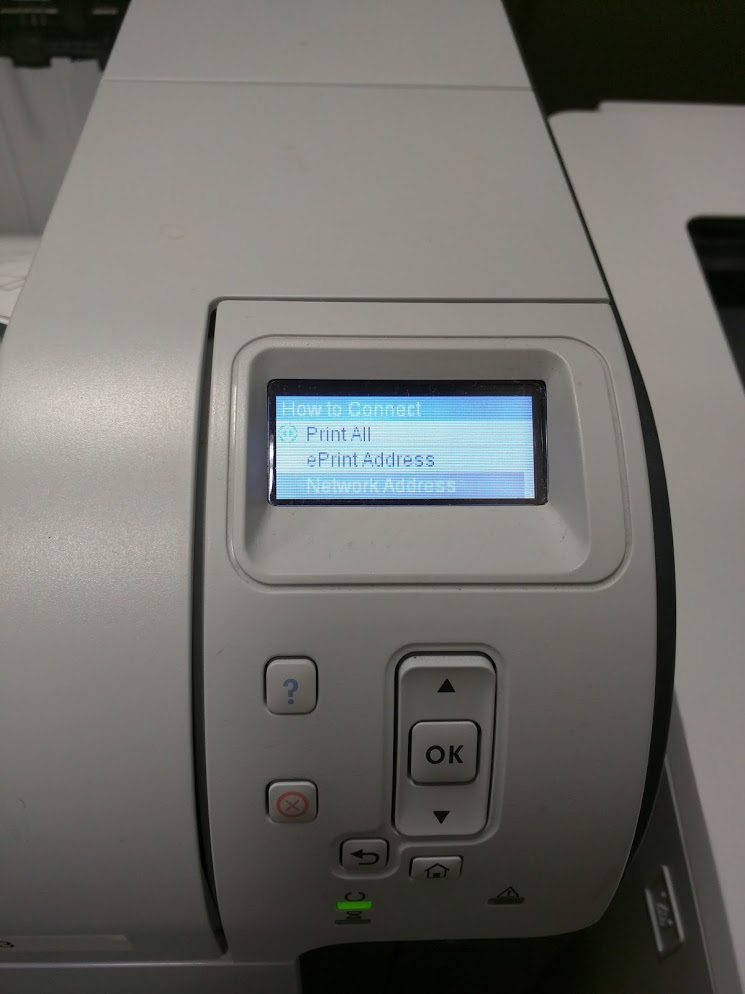 How to Connect
Print All
ePrint Address
Network Address
?
OK